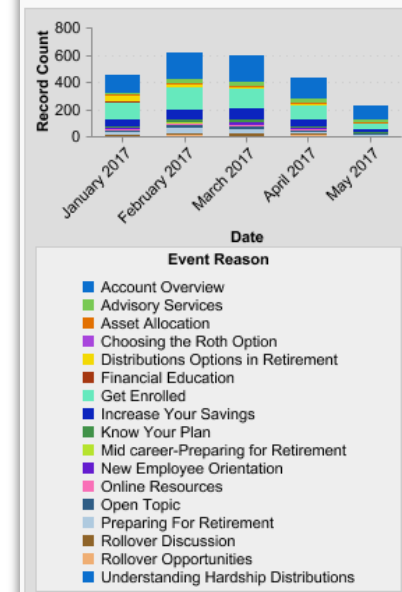 800
600
400
200
0
Record Count
January 2017
February 2017
March 2017
April 2017
May 2017
Date
Event Reason
Account Overview
Advisory Services
Asset Allocation
Choosing the Roth Option
Distributions Options in Retirement
Financial Education
Get Enrolled
Increase Your Savings
Know Your Plan
Mid career-Preparing for Retirement
New Employee Orientation
Online Resources
Open Topic
Preparing For Retirement
Rollover Discussion
Rollover Opportunities
Understanding Hardship Distributions